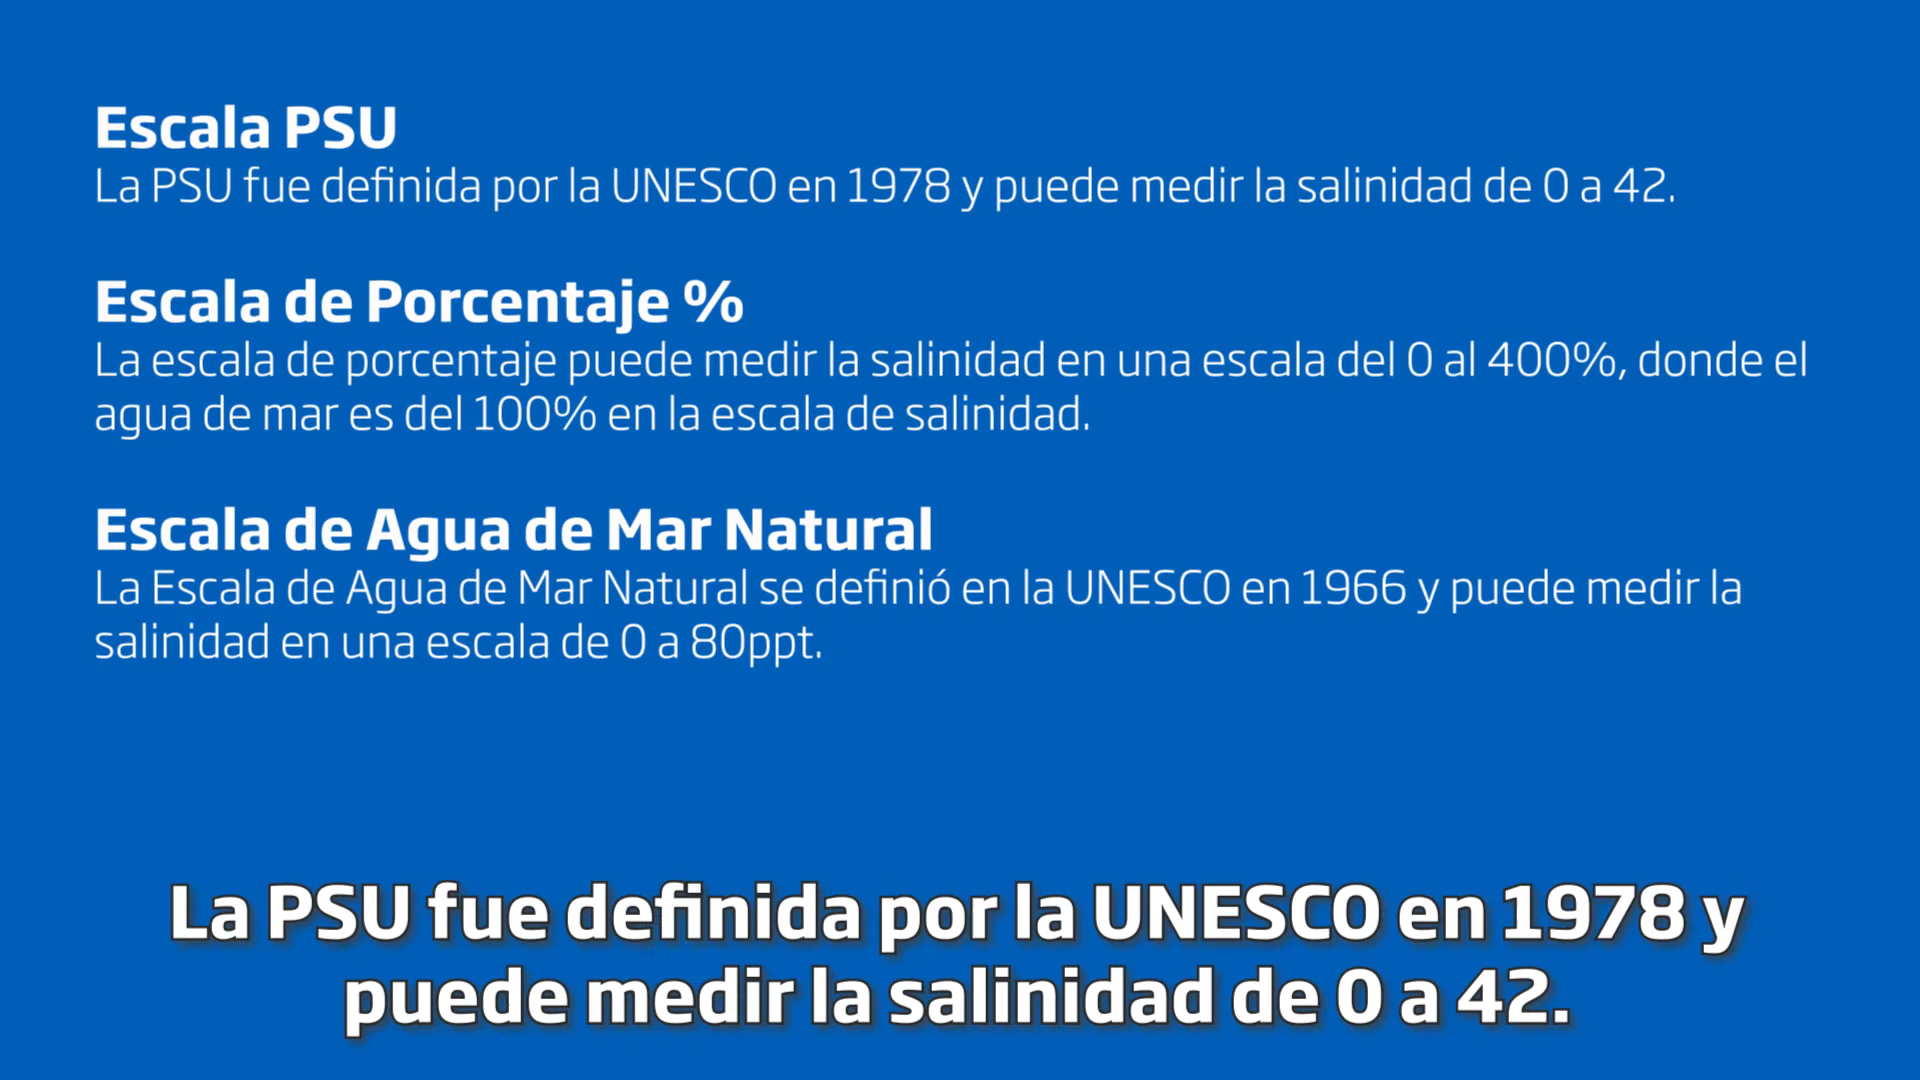 Escala PSU
La PSU fue definida por la UNESCO en 1978 y puede medir la salinidad de 0 a 42.
Escala de Porcentaje %
La escala de porcentaje puede medir la salinidad en una escala del 0 al 400%, donde el
agua de mar es del 100% en la escala de salinidad.
Escala de Agua de Mar Natural
La Escala de Agua de Mar Natural se definió en la UNESCO en 1966 y puede medir la
salinidad en una escala de 0 a 80ppt.
La PSU fue definida por la UNESCO en 1978 y
puede medir la salinidad de 0 a 42.